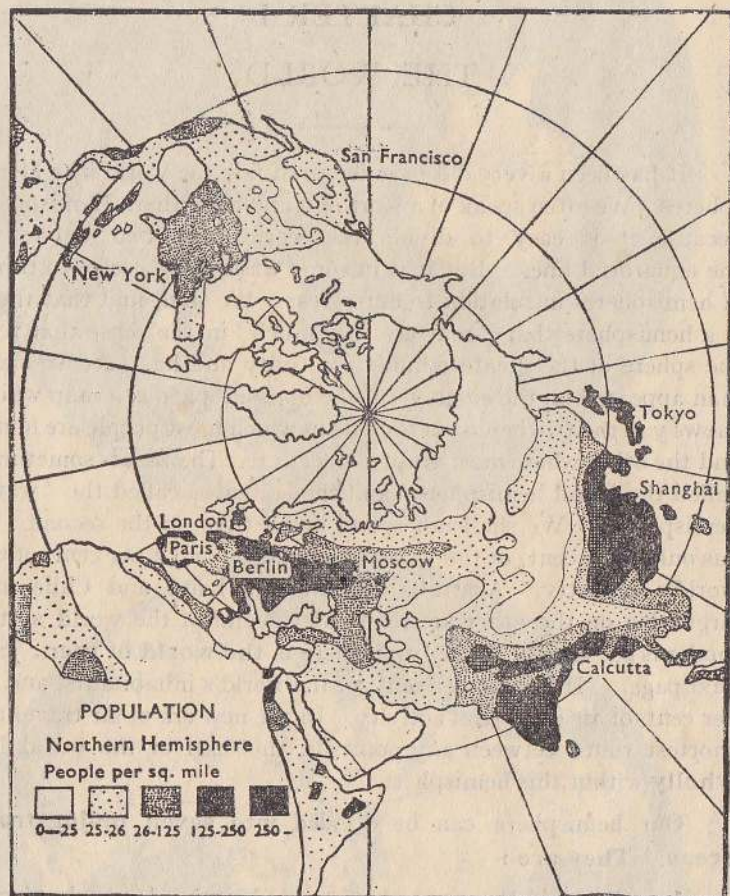 San Francisco
New York
Tokyo
Shanghai
London
Paris
Berlin
Moscow
Calcutta
POPULATION
Northern Hemisphere
People per sq. mile
0—25 25-26 26-125 125-250 250-